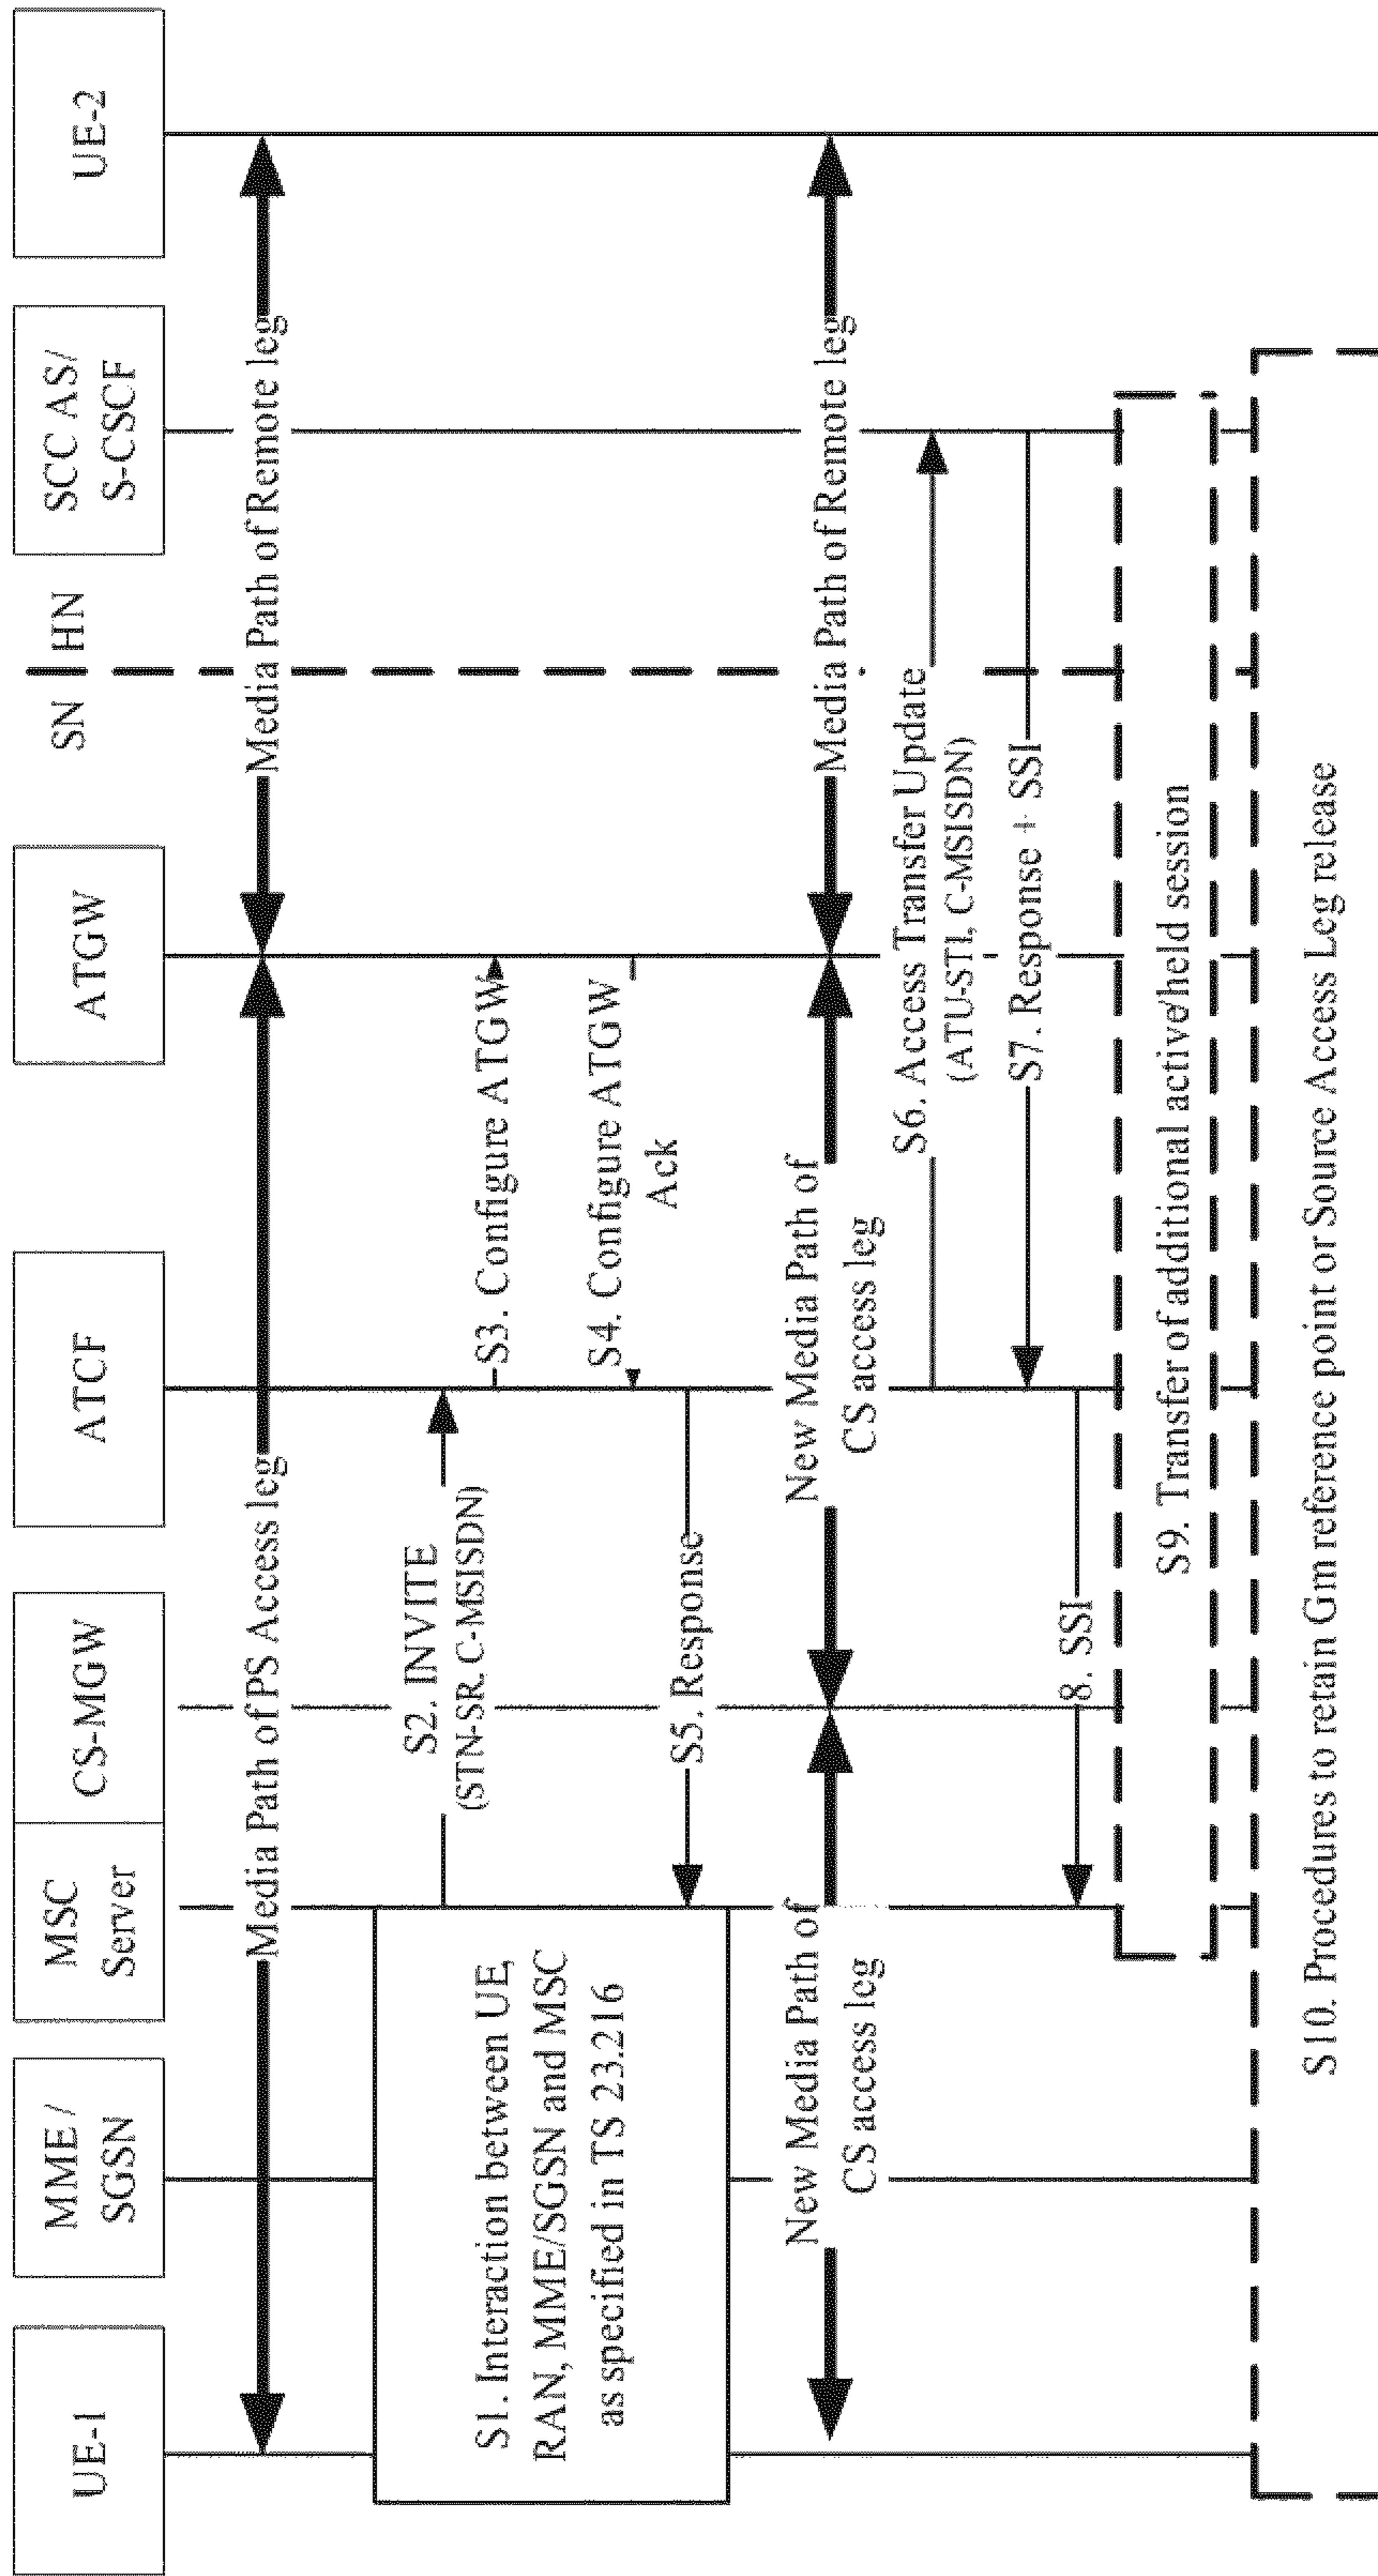 UE-1
MME /
SGSN
MSC
Server
CS-MGW
ATCF
ATGW
SN
HN
SCC AS/
S-CSCF
UE-2
Media Path of PS Access leg
Media Path of Remote leg
S1. Interaction between UE,
RAN, MME/SGSN and MSC
as specified in TS 23.216
S2. INVITE
(STN-SR, C-MSISDN)
S3. Configure ATGW
S4. Configure ATGW
Ack
S5. Response
New Media Path of
CS access leg
New Media Path of
CS access leg
Media Path of Remote leg
S6. Access Transfer Update
(ATU-STI, C-MSISDN)
S7. Response + SSI
8. SSI
S9. Transfer of additional active/held session
S10. Procedures to retain Gm reference point or Source Access Leg release